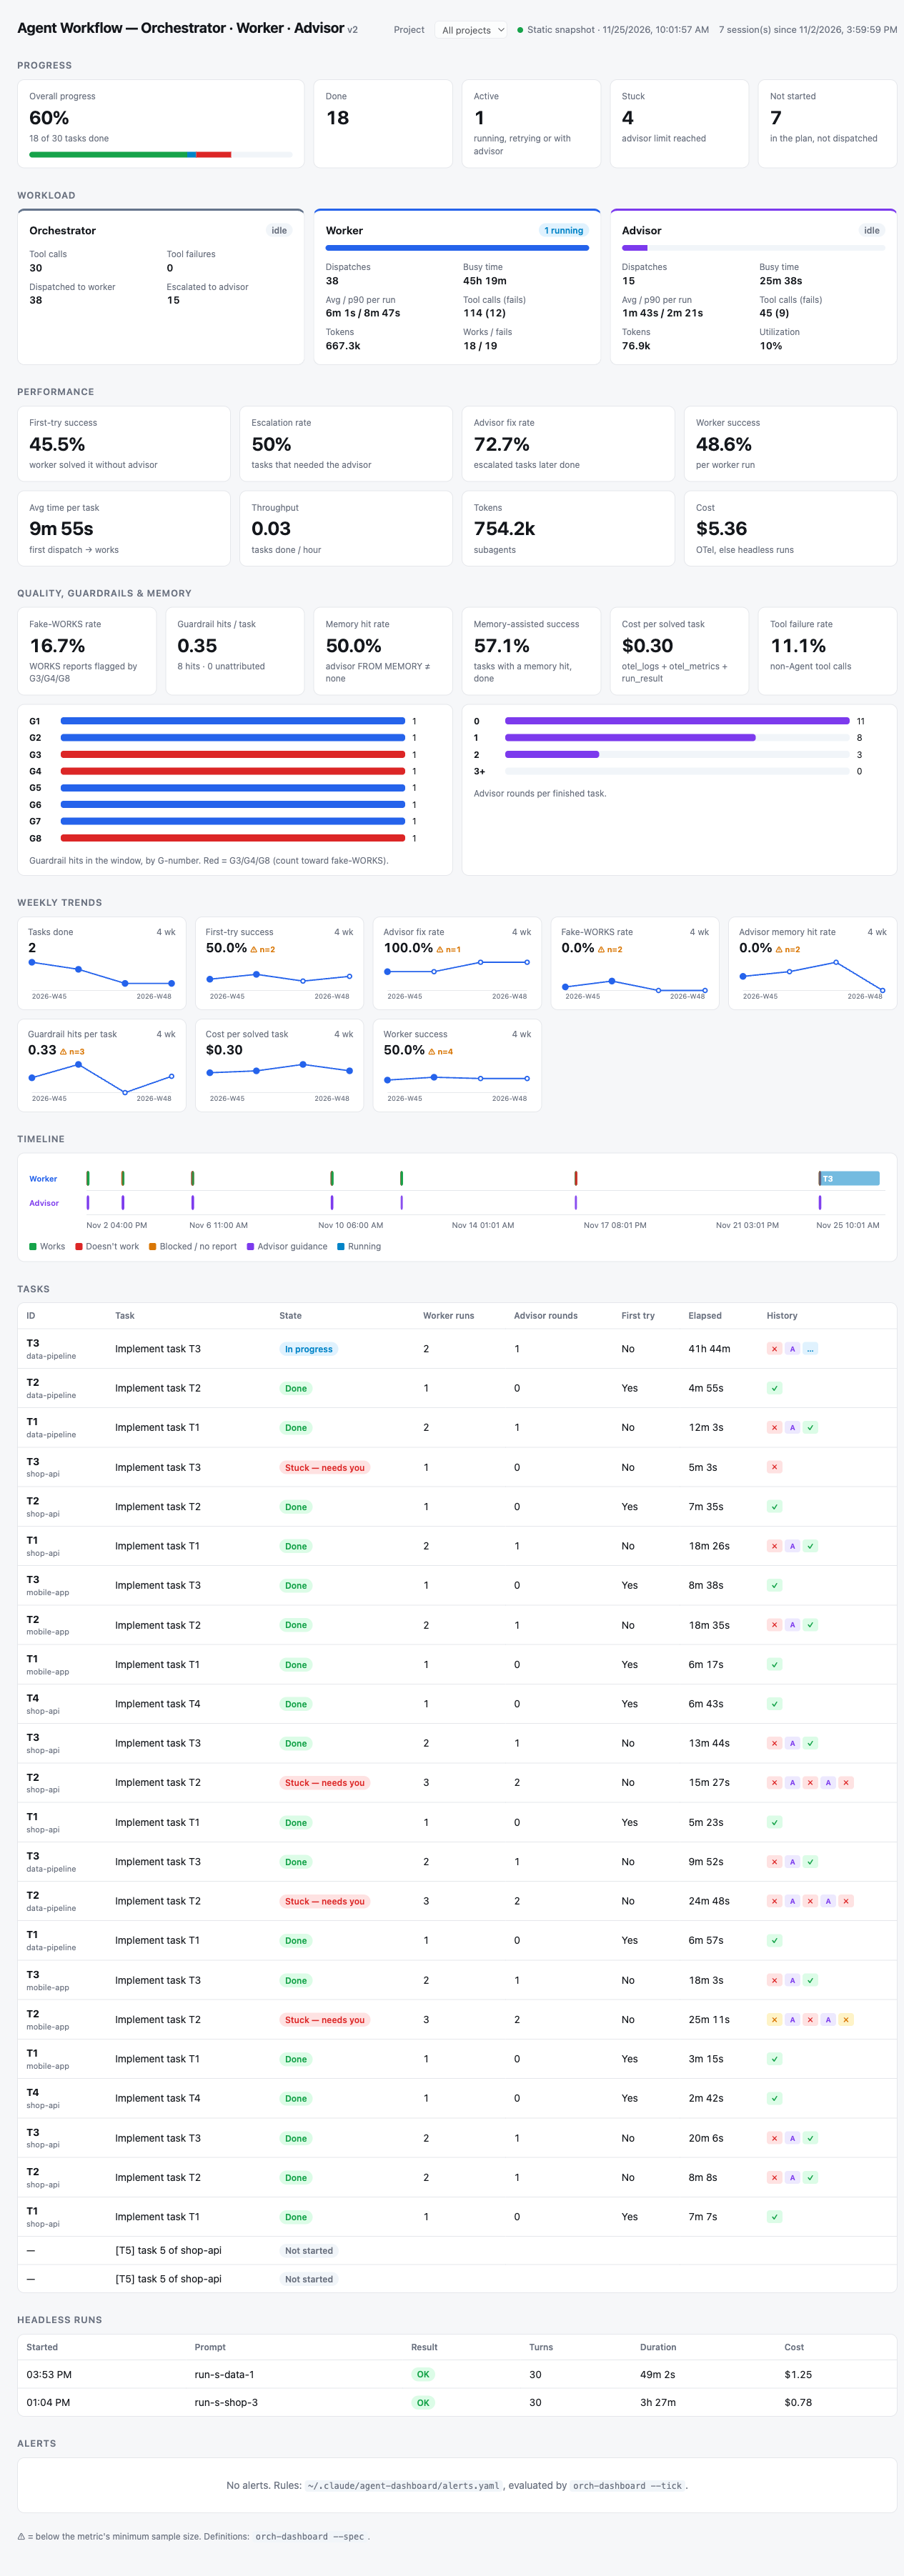 Agent Workflow — Orchestrator · Worker · Advisor v2
Project All projects Static snapshot · 11/25/2026, 10:01:57 AM 7 session(s) since 11/2/2026, 3:59:59 PM
PROGRESS
Overall progress
60%
18 of 30 tasks done
Done
18
Active
1
running, retrying or with
advisor
Stuck
4
advisor limit reached
Not started
7
in the plan, not dispatched
WORKLOAD
Orchestrator idle
Tool calls Tool failures
30 0
Dispatched to worker Escalated to advisor
38 15
Worker 1 running
Dispatches Busy time
38 45h 19m
Avg / p90 per run Tool calls (fails)
6m 1s / 8m 47s 114 (12)
Tokens Works / fails
667.3k 18 / 19
Advisor idle
Dispatches Busy time
15 25m 38s
Avg / p90 per run Tool calls (fails)
1m 43s / 2m 21s 45 (9)
Tokens Utilization
76.9k 10%
PERFORMANCE
First-try success
45.5%
worker solved it without advisor
Escalation rate
50%
tasks that needed the advisor
Advisor fix rate
72.7%
escalated tasks later done
Worker success
48.6%
per worker run
Avg time per task
9m 55s
first dispatch → works
Throughput
0.03
tasks done / hour
Tokens
754.2k
subagents
Cost
$5.36
OTel, else headless runs
QUALITY, GUARDRAILS & MEMORY
Fake-WORKS rate
16.7%
WORKS reports flagged by
G3/G4/G8
Guardrail hits / task
0.35
8 hits · 0 unattributed
Memory hit rate
50.0%
advisor FROM MEMORY ≠
none
Memory-assisted success
57.1%
tasks with a memory hit,
done
Cost per solved task
$0.30
otel_logs + otel_metrics +
run_result
Tool failure rate
11.1%
non-Agent tool calls
G1 1
G2 1
G3 1
G4 1
G5 1
G6 1
G7 1
G8 1
Guardrail hits in the window, by G-number. Red = G3/G4/G8 (count toward fake-WORKS).
0 11
1 8
2 3
3+ 0
Advisor rounds per finished task.
WEEKLY TRENDS
Tasks done 4 wk
2
2026-W45 2026-W48
First-try success 4 wk
50.0% ⚠ n=2
2026-W45 2026-W48
Advisor fix rate 4 wk
100.0% ⚠ n=1
2026-W45 2026-W48
Fake-WORKS rate 4 wk
0.0% ⚠ n=2
2026-W45 2026-W48
Advisor memory hit rate 4 wk
0.0% ⚠ n=2
2026-W45 2026-W48
Guardrail hits per task 4 wk
0.33 ⚠ n=3
2026-W45 2026-W48
Cost per solved task 4 wk
$0.30
2026-W45 2026-W48
Worker success 4 wk
50.0% ⚠ n=4
2026-W45 2026-W48
TIMELINE
Worker T3
Advisor
Nov 2 04:00 PM Nov 6 11:00 AM Nov 10 06:00 AM Nov 14 01:01 AM Nov 17 08:01 PM Nov 21 03:01 PM Nov 25 10:01 AM
Works Doesn't work Blocked / no report Advisor guidance Running
TASKS
ID Task State Worker runs Advisor rounds First try Elapsed History
T3
data-pipeline Implement task T3 In progress 2 1 No 41h 44m × A …
T2
data-pipeline Implement task T2 Done 1 0 Yes 4m 55s ✓
T1
data-pipeline Implement task T1 Done 2 1 No 12m 3s × A ✓
T3
shop-api Implement task T3 Stuck — needs you 1 0 No 5m 3s ×
T2
shop-api Implement task T2 Done 1 0 Yes 7m 35s ✓
T1
shop-api Implement task T1 Done 2 1 No 18m 26s × A ✓
T3
mobile-app Implement task T3 Done 1 0 Yes 8m 38s ✓
T2
mobile-app Implement task T2 Done 2 1 No 18m 35s × A ✓
T1
mobile-app Implement task T1 Done 1 0 Yes 6m 17s ✓
T4
shop-api Implement task T4 Done 1 0 Yes 6m 43s ✓
T3
shop-api Implement task T3 Done 2 1 No 13m 44s × A ✓
T2
shop-api Implement task T2 Stuck — needs you 3 2 No 15m 27s × A × A ×
T1
shop-api Implement task T1 Done 1 0 Yes 5m 23s ✓
T3
data-pipeline Implement task T3 Done 2 1 No 9m 52s × A ✓
T2
data-pipeline Implement task T2 Stuck — needs you 3 2 No 24m 48s × A × A ×
T1
data-pipeline Implement task T1 Done 1 0 Yes 6m 57s ✓
T3
mobile-app Implement task T3 Done 2 1 No 18m 3s × A ✓
T2
mobile-app Implement task T2 Stuck — needs you 3 2 No 25m 11s × A × A ×
T1
mobile-app Implement task T1 Done 1 0 Yes 3m 15s ✓
T4
shop-api Implement task T4 Done 1 0 Yes 2m 42s ✓
T3
shop-api Implement task T3 Done 2 1 No 20m 6s × A ✓
T2
shop-api Implement task T2 Done 2 1 No 8m 8s × A ✓
T1
shop-api Implement task T1 Done 1 0 Yes 7m 7s ✓
— [T5] task 5 of shop-api Not started
— [T5] task 5 of shop-api Not started
HEADLESS RUNS
Started Prompt Result Turns Duration Cost
03:53 PM run-s-data-1 OK 30 49m 2s $1.25
01:04 PM run-s-shop-3 OK 30 3h 27m $0.78
ALERTS
No alerts. Rules: ~/.claude/agent-dashboard/alerts.yaml, evaluated by orch-dashboard --tick.
⚠ = below the metric's minimum sample size. Definitions: orch-dashboard --spec.